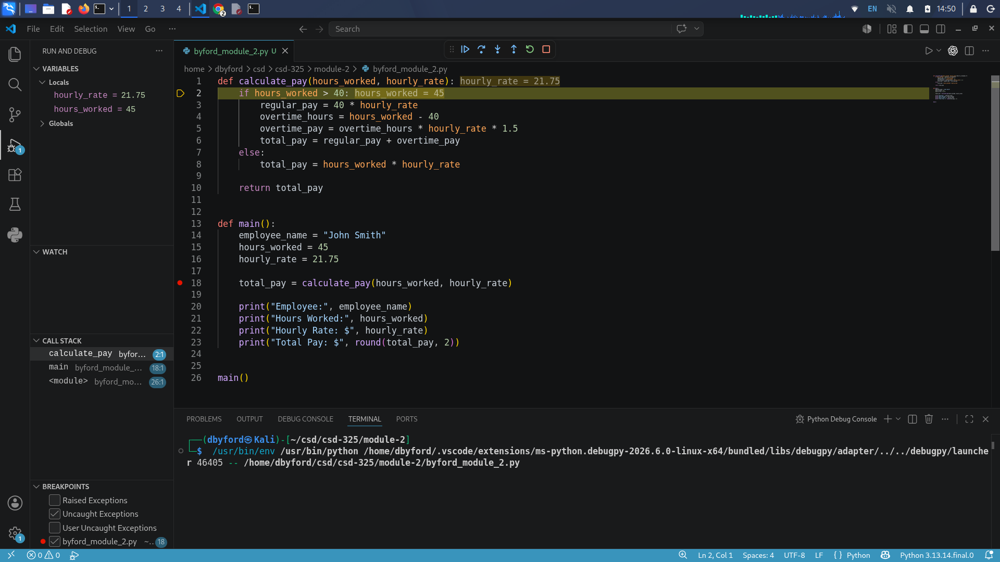 1 2 3 4
2
EN
14:50
File Edit Selection View Go ···
Search
RUN AND DEBUG ···
VARIABLES
Locals
hourly_rate = 21.75
hours_worked = 45
Globals
WATCH
CALL STACK
calculate_pay byfor... 2:1
main byford_module_... 18:1
<module> byford_mo... 26:1
BREAKPOINTS
Raised Exceptions
Uncaught Exceptions
User Uncaught Exceptions
byford_module_2.py ~.. 18
1
1
byford_module_2.py U
home > dbyford > csd > csd-325 > module-2 > byford_module_2.py
1 def calculate_pay(hours_worked, hourly_rate): hourly_rate = 21.75
2     if hours_worked > 40: hours_worked = 45
3         regular_pay = 40 * hourly_rate
4         overtime_hours = hours_worked - 40
5         overtime_pay = overtime_hours * hourly_rate * 1.5
6         total_pay = regular_pay + overtime_pay
7     else:
8         total_pay = hours_worked * hourly_rate
9
10     return total_pay
11
12
13 def main():
14     employee_name = "John Smith"
15     hours_worked = 45
16     hourly_rate = 21.75
17
18     total_pay = calculate_pay(hours_worked, hourly_rate)
19
20     print("Employee:", employee_name)
21     print("Hours Worked:", hours_worked)
22     print("Hourly Rate: $", hourly_rate)
23     print("Total Pay: $", round(total_pay, 2))
24
25
26 main()
PROBLEMS OUTPUT DEBUG CONSOLE TERMINAL PORTS
Python Debug Console
┌──(dbyford㉿Kali)-[~/csd/csd-325/module-2]
└─$ /usr/bin/env /usr/bin/python /home/dbyford/.vscode/extensions/ms-python.debugpy-2026.6.0-linux-x64/bundled/libs/debugpy/adapter/../../debugpy/launche
r 46405 -- /home/dbyford/csd/csd-325/module-2/byford_module_2.py
0 0
Ln 2, Col 1 Spaces: 4 UTF-8 LF { } Python Python 3.13.14.final.0